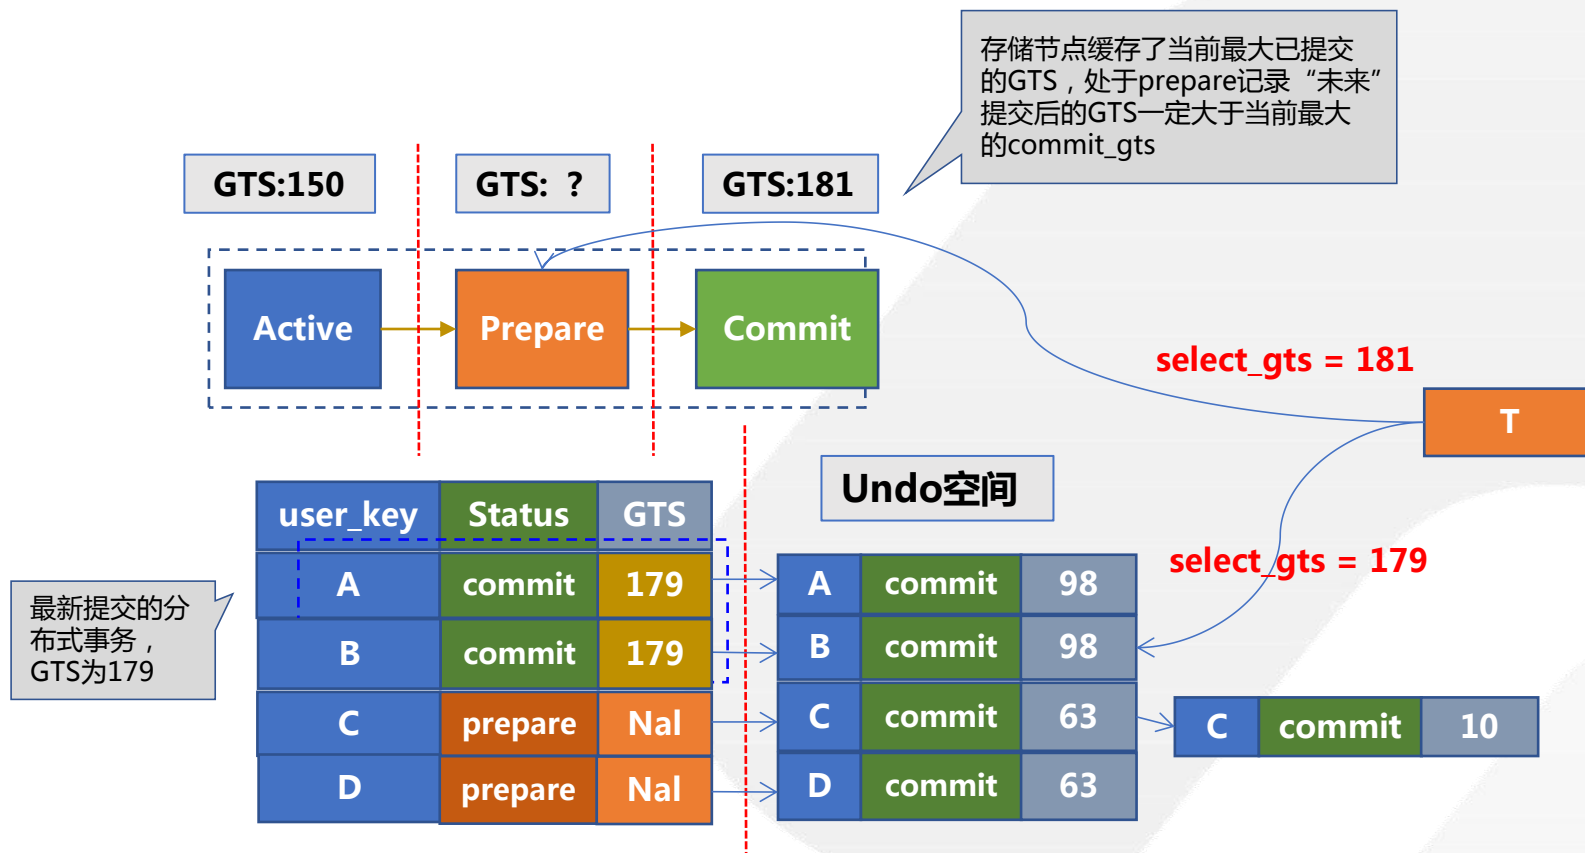 存储节点缓存了当前最大已提交
的GTS，处于prepare记录“未来”
提交后的GTS一定大于当前最大
的commit_gts
GTS:150
GTS: ?
GTS:181
Active
Prepare
Commit
select_gts = 181
T
Undo空间
select_gts = 179
user_key Status GTS
A commit 179
B commit 179
C prepare Nal
D prepare Nal
A commit 98
B commit 98
C commit 63
D commit 63
C commit 10
最新提交的分
布式事务，
GTS为179